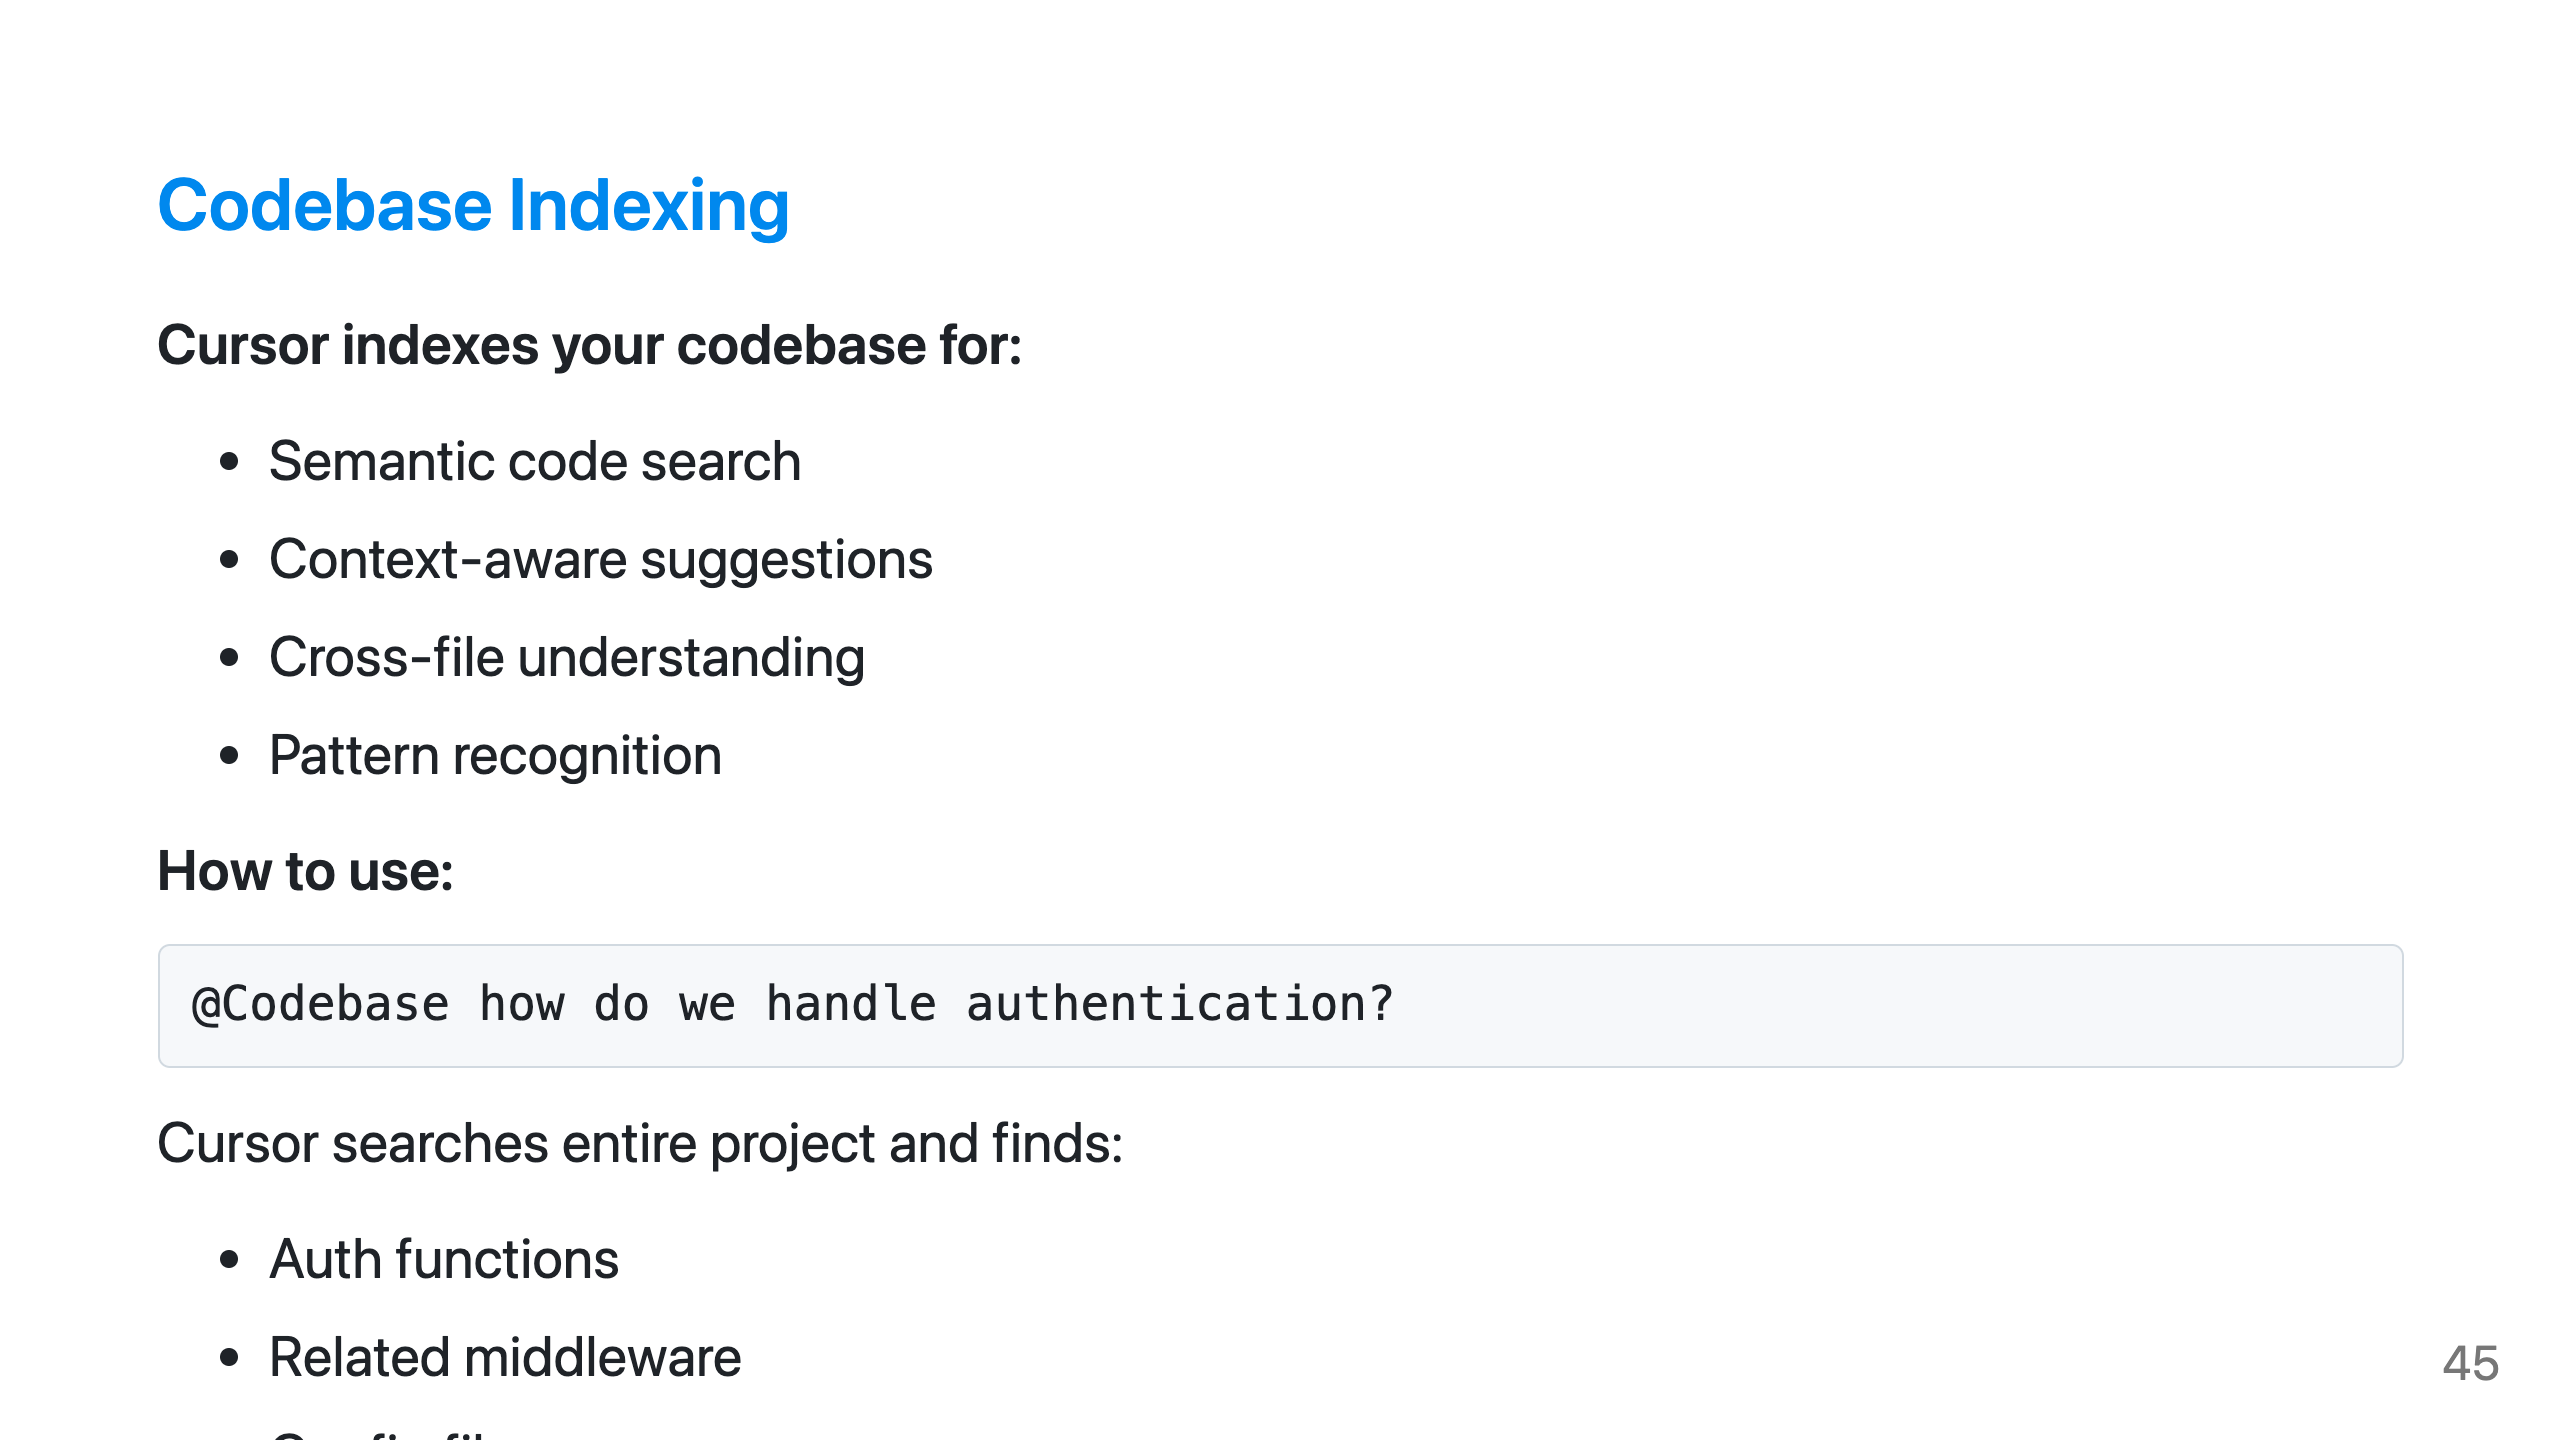 Codebase Indexing
Cursor indexes your codebase for:
• Semantic code search
• Context-aware suggestions
• Cross-file understanding
• Pattern recognition
How to use:
@Codebase how do we handle authentication?
Cursor searches entire project and finds:
• Auth functions
• Related middleware
45